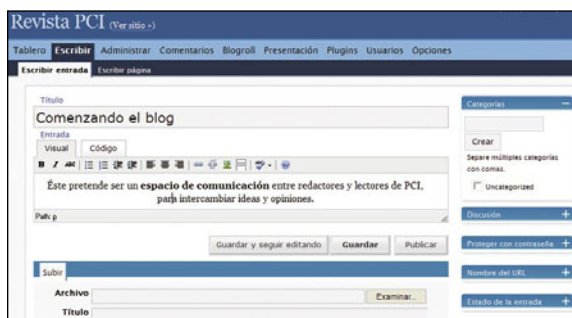 Revista PCI (Ver sitio »)
Tablero Escribir Administrar Comentarios Blogroll Presentación Plugins Usuarios Opciones
Escribir entrada Escribir página
Título
Comenzando el blog
Entrada
Visual Código
Éste pretende ser un espacio de comunicación entre redactores y lectores de PCI,
para intercambiar ideas y opiniones.
Path: p
Guardar y seguir editando Guardar Publicar
Subir
Archivo Examinar...
Título
Categorías
Crear
Separe múltiples categorías
con comas.
Uncategorized
Discusión
Proteger con contraseña
Nombre del URL
Estado de la entrada